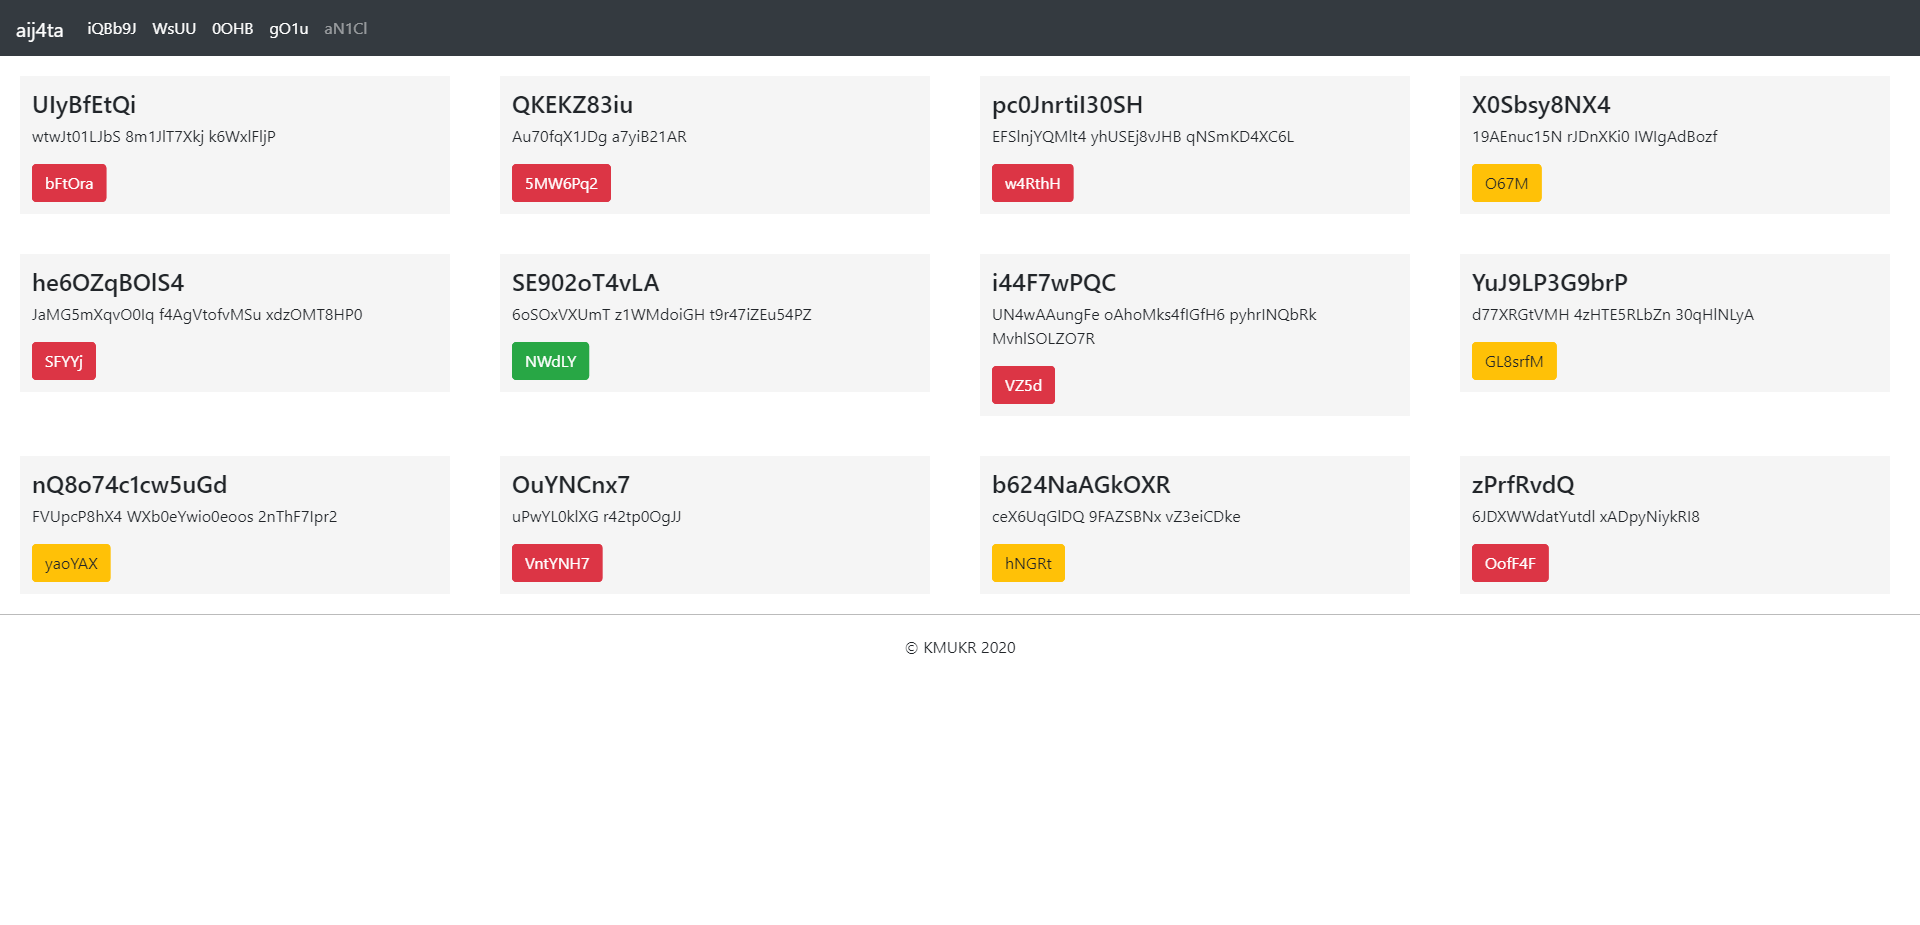 aij4ta iQBb9J WsUU 0OHB gO1u aN1Cl
UIyBfEtQi
wtwJt01LJbS 8m1JlT7Xkj k6WxlFljP
bFtOra
QKEKZ83iu
Au70fqX1JDg a7yiB21AR
5MW6Pq2
pc0JnrtiI30SH
EFSlnjYQMlt4 yhUSEj8vJHB qNSmKD4XC6L
w4RthH
X0Sbsy8NX4
19AEnuc15N rJDnXKi0 IWIgAdBozf
O67M
he6OZqBOlS4
JaMG5mXqvO0Iq f4AgVtofvMSu xdzOMT8HP0
SFYYj
SE902oT4vLA
6oSOxVXUmT z1WMdoiGH t9r47iZEu54PZ
NWdLY
i44F7wPQC
UN4wAAungFe oAhoMks4fIGfH6 pyhrINQbRk
MvhlSOLZO7R
VZ5d
YuJ9LP3G9brP
d77XRGtVMH 4zHTE5RLbZn 30qHlNLyA
GL8srfM
nQ8o74c1cw5uGd
FVUpcP8hX4 WXb0eYwio0eoos 2nThF7Ipr2
yaoYAX
OuYNCnx7
uPwYL0klXG r42tp0OgJJ
VntYNH7
b624NaAGkOXR
ceX6UqGlDQ 9FAZSBNx vZ3eiCDke
hNGRt
zPrfRvdQ
6JDXWWdatYutdl xADpyNiykRI8
OofF4F
© KMUKR 2020